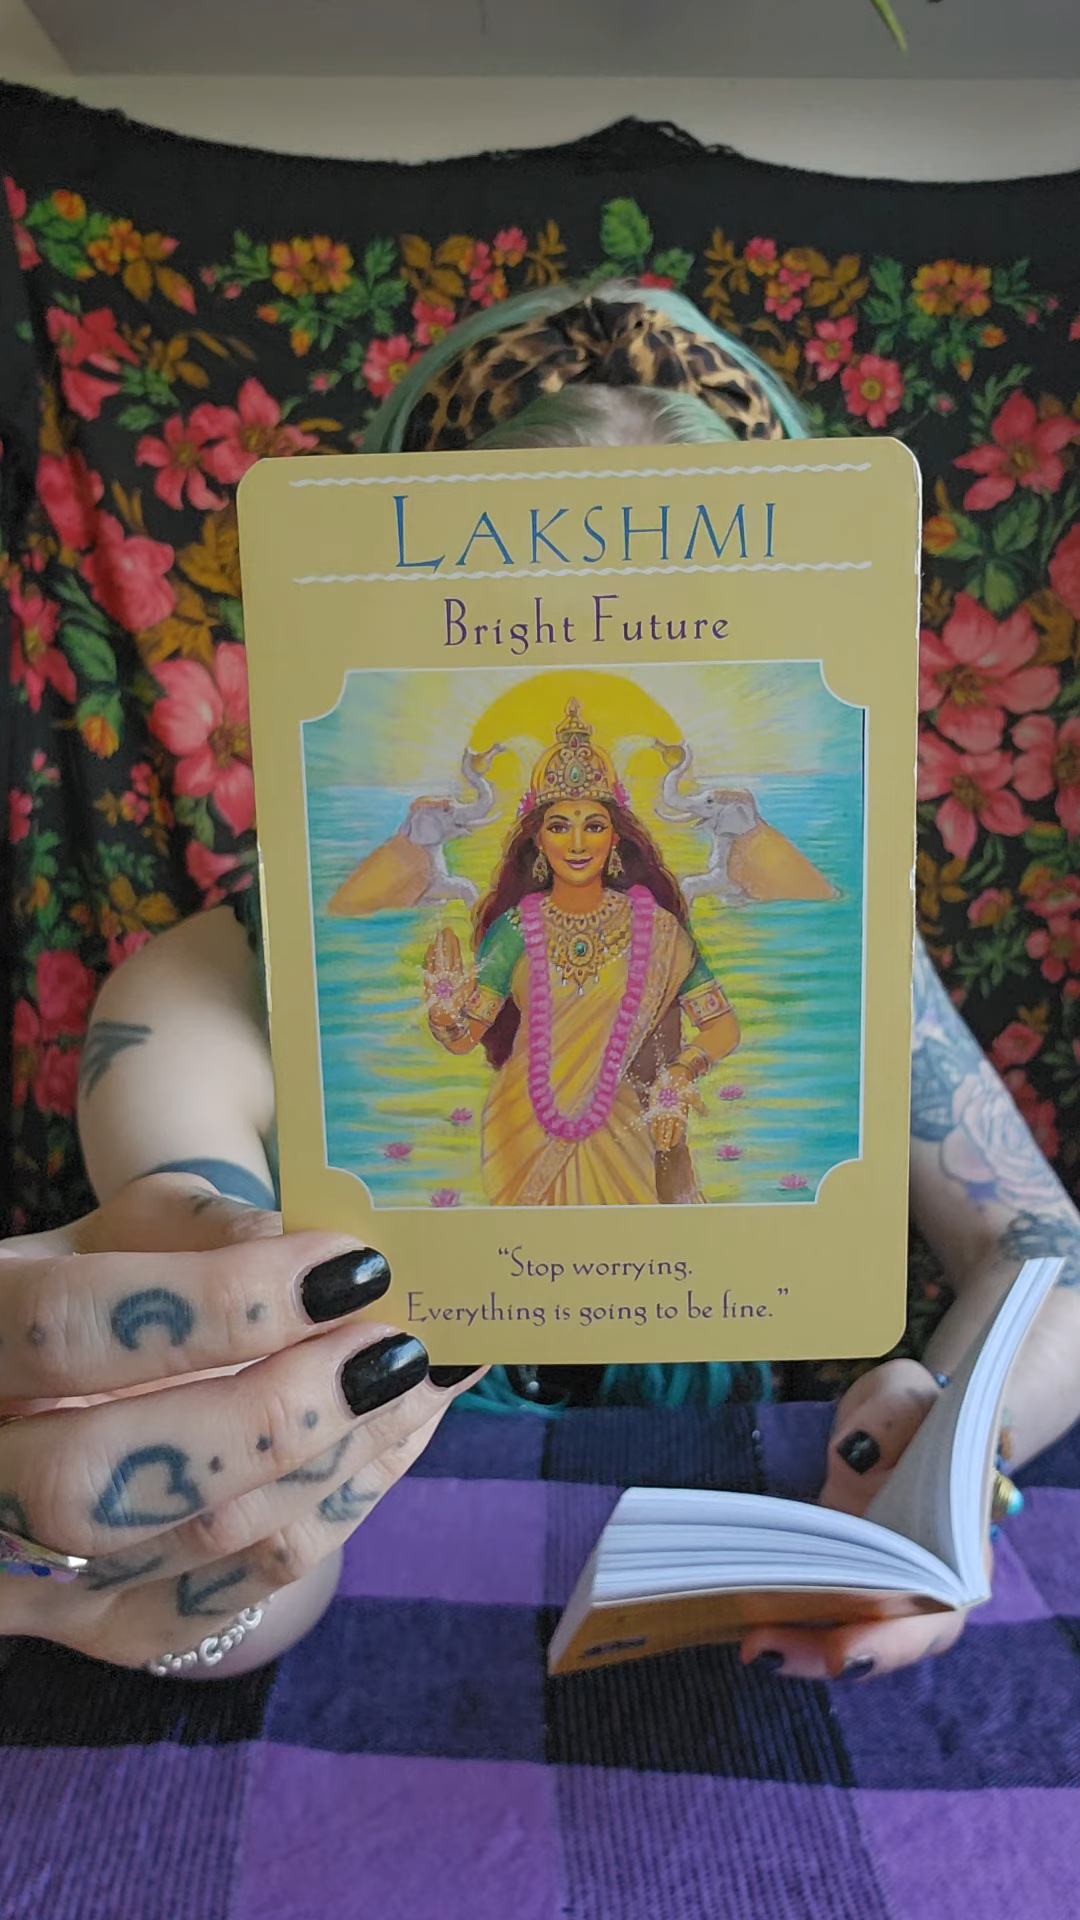 LAKSHMI
Bright Future
“Stop worrying.
Everything is going to be fine.”